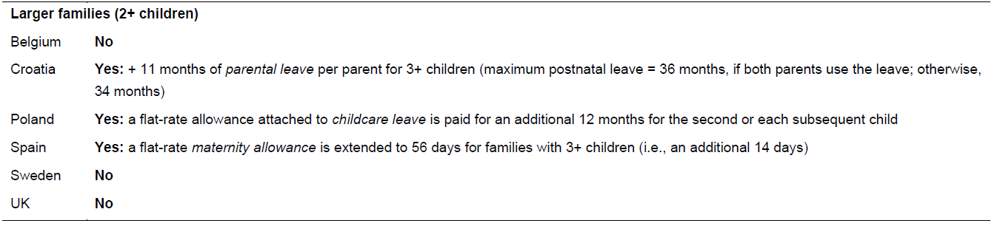 Larger families (2+ children)
Belgium No
Croatia Yes: + 11 months of parental leave per parent for 3+ children (maximum postnatal leave = 36 months, if both parents use the leave; otherwise,
34 months)
Poland Yes: a flat-rate allowance attached to childcare leave is paid for an additional 12 months for the second or each subsequent child
Spain Yes: a flat-rate maternity allowance is extended to 56 days for families with 3+ children (i.e., an additional 14 days)
Sweden No
UK No